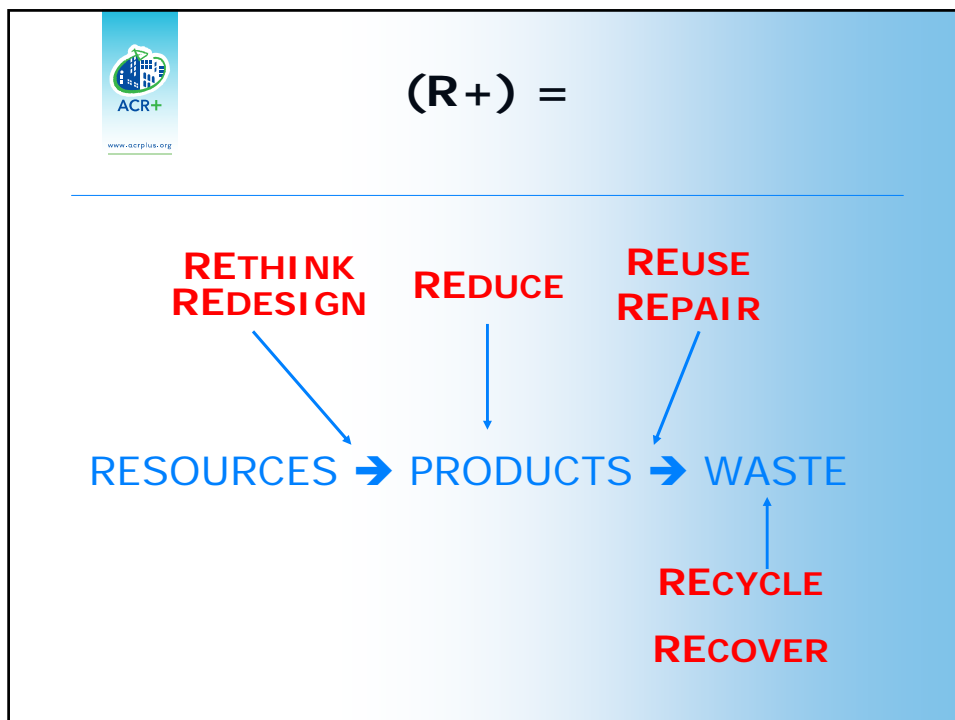 ACR+
www.acrplus.org
(R+) =
RETHINK
REDESIGN
REDUCE
REUSE
REPAIR
RESOURCES ➔ PRODUCTS ➔ WASTE
RECYCLE
RECOVER